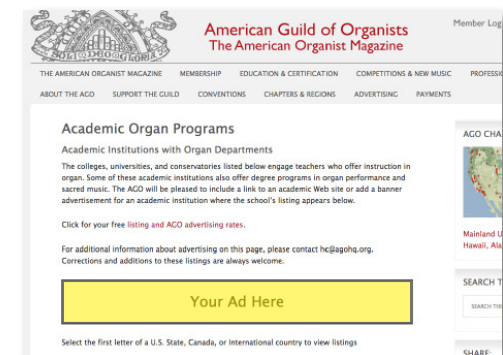 American Guild of Organists
Member Log
The American Organist Magazine
SOLI DEO GLORIA
THE AMERICAN ORGANIST MAGAZINE MEMBERSHIP EDUCATION & CERTIFICATION COMPETITIONS & NEW MUSIC PROFESSI
ABOUT THE AGO SUPPORT THE GUILD CONVENTIONS CHAPTERS & REGIONS ADVERTISING PAYMENTS
Academic Organ Programs
Academic Institutions with Organ Departments
The colleges, universities, and conservatories listed below engage teachers who offer instruction in
organ. Some of these academic institutions also offer degree programs in organ performance and
sacred music. The AGO will be pleased to include a link to an academic Web site or add a banner
advertisement for an academic institution where the school's listing appears below.
Click for your free listing and AGO advertising rates.
For additional information about advertising on this page, please contact hc@agohq.org.
Corrections and additions to these listings are always welcome.
Your Ad Here
Select the first letter of a U.S. State, Canada, or International country to view listings
AGO CHA
Mainland U
Hawaii, Ala
SEARCH T
SEARCH THI
SHARE: